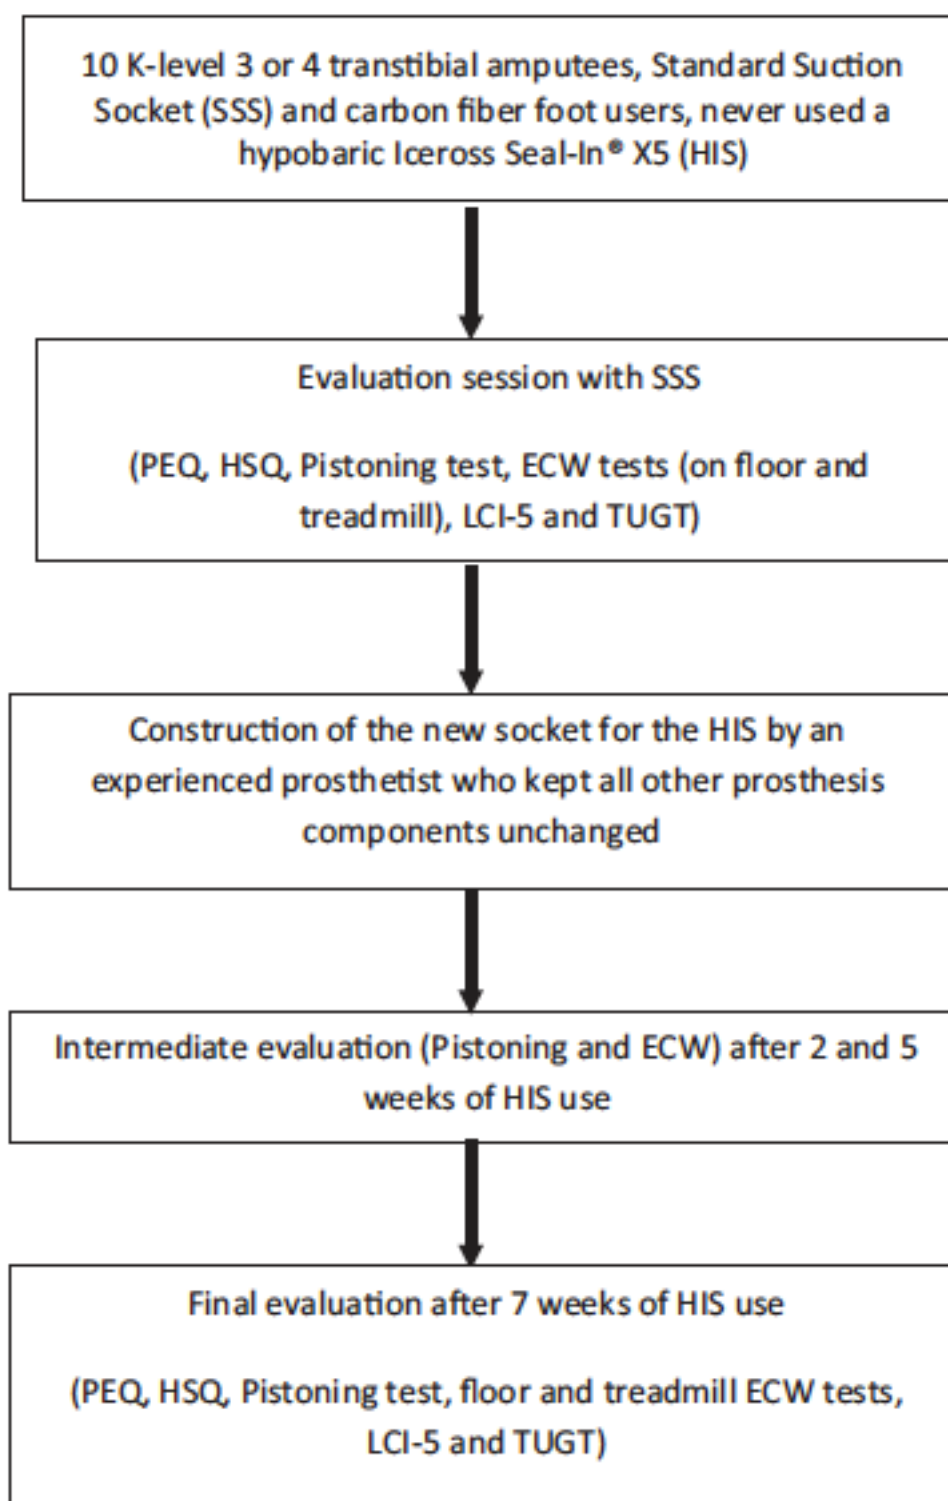 10 K-level 3 or 4 transtibial amputees, Standard Suction
Socket (SSS) and carbon fiber foot users, never used a
hypobaric Iceross Seal-In® X5 (HIS)
Evaluation session with SSS
(PEQ, HSQ, Pistoning test, ECW tests (on floor and
treadmill), LCI-5 and TUGT)
Construction of the new socket for the HIS by an
experienced prosthetist who kept all other prosthesis
components unchanged
Intermediate evaluation (Pistoning and ECW) after 2 and 5
weeks of HIS use
Final evaluation after 7 weeks of HIS use
(PEQ, HSQ, Pistoning test, floor and treadmill ECW tests,
LCI-5 and TUGT)